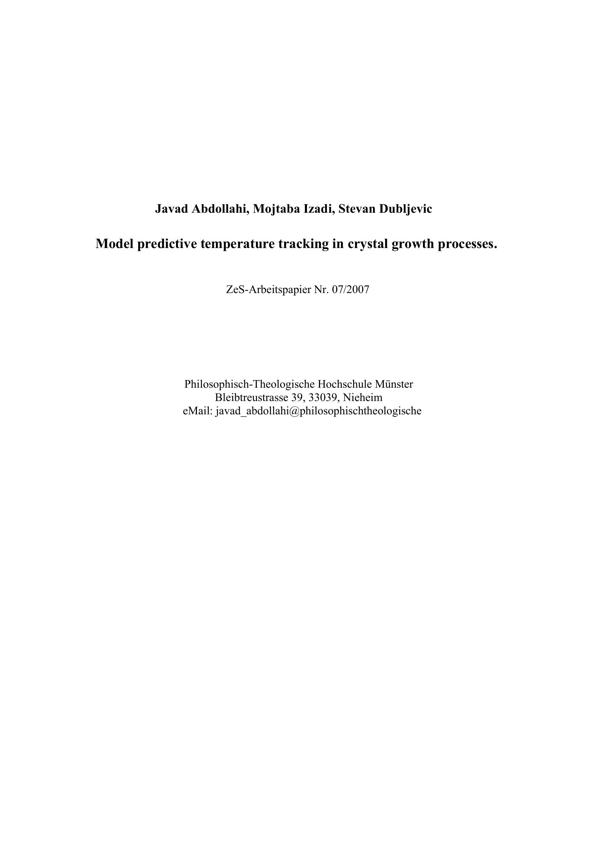 Javad Abdollahi, Mojtaba Izadi, Stevan Dubljevic
Model predictive temperature tracking in crystal growth processes.
ZeS-Arbeitspapier Nr. 07/2007
Philosophisch-Theologische Hochschule Münster
Bleibtreustrasse 39, 33039, Nieheim
eMail: javad_abdollahi@philosophischtheologische